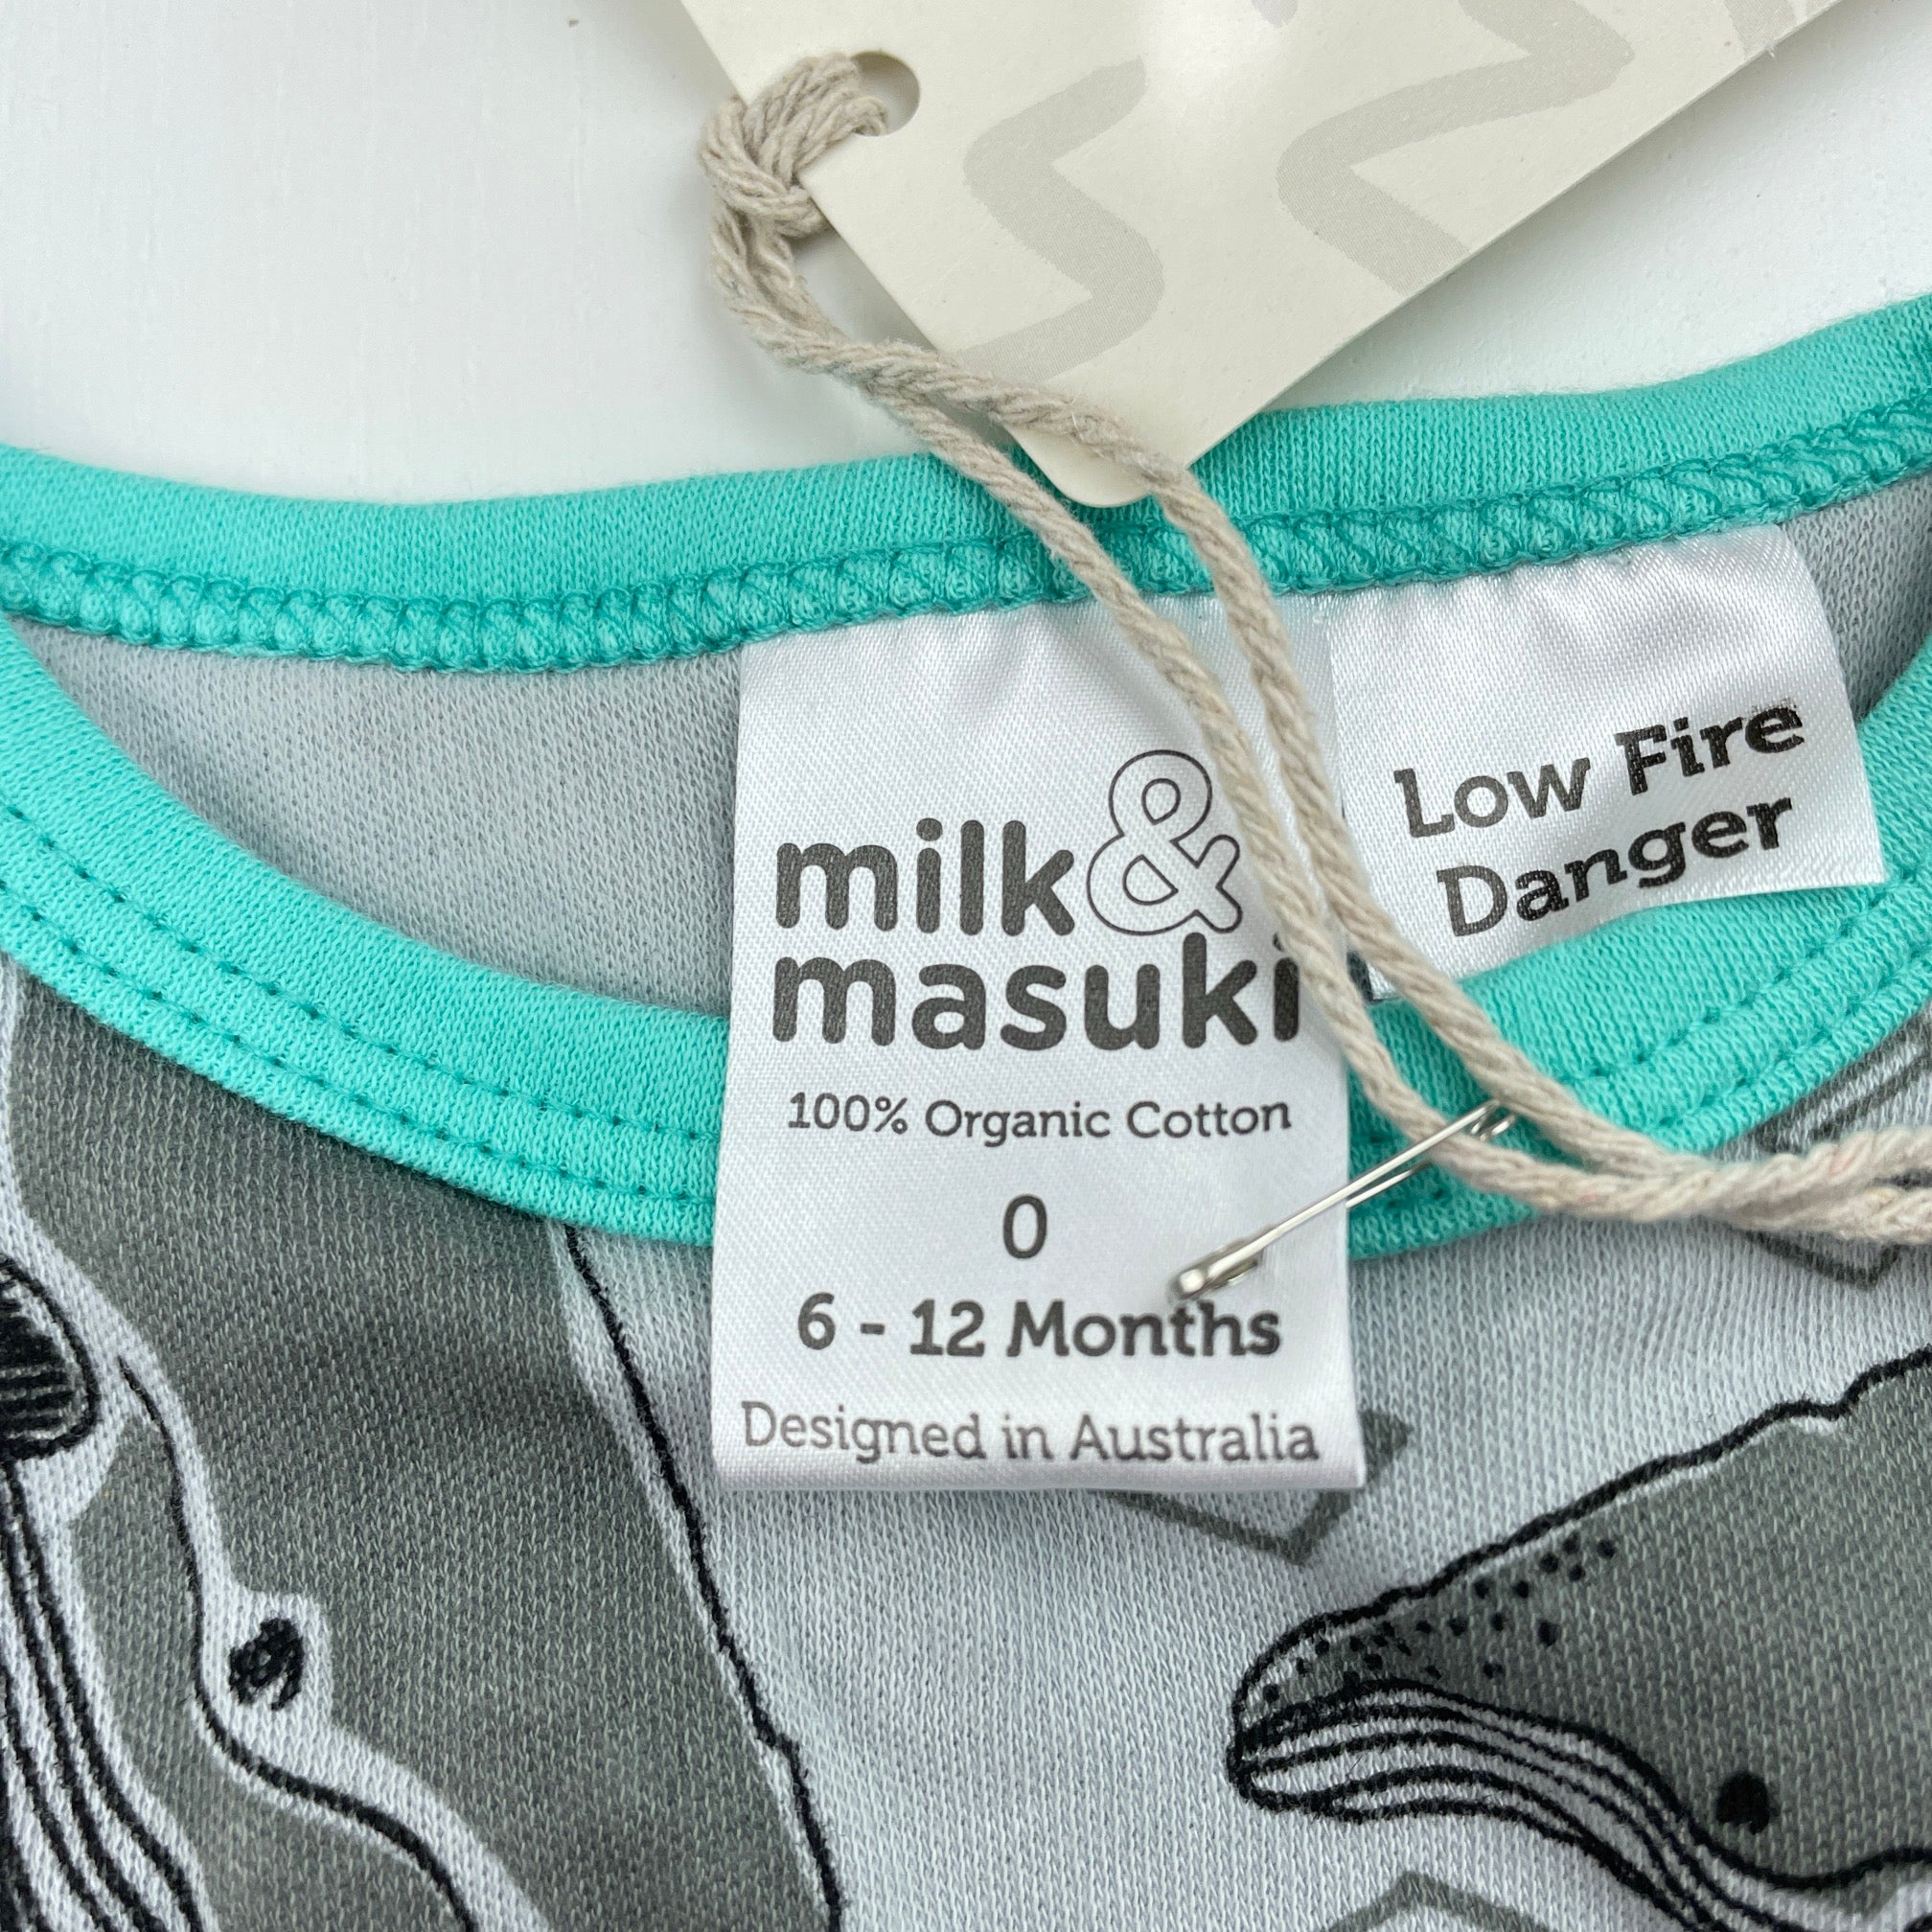 milk&
masuki
100% Organic Cotton
0
6 - 12 Months
Designed in Australia
Low Fire
Danger